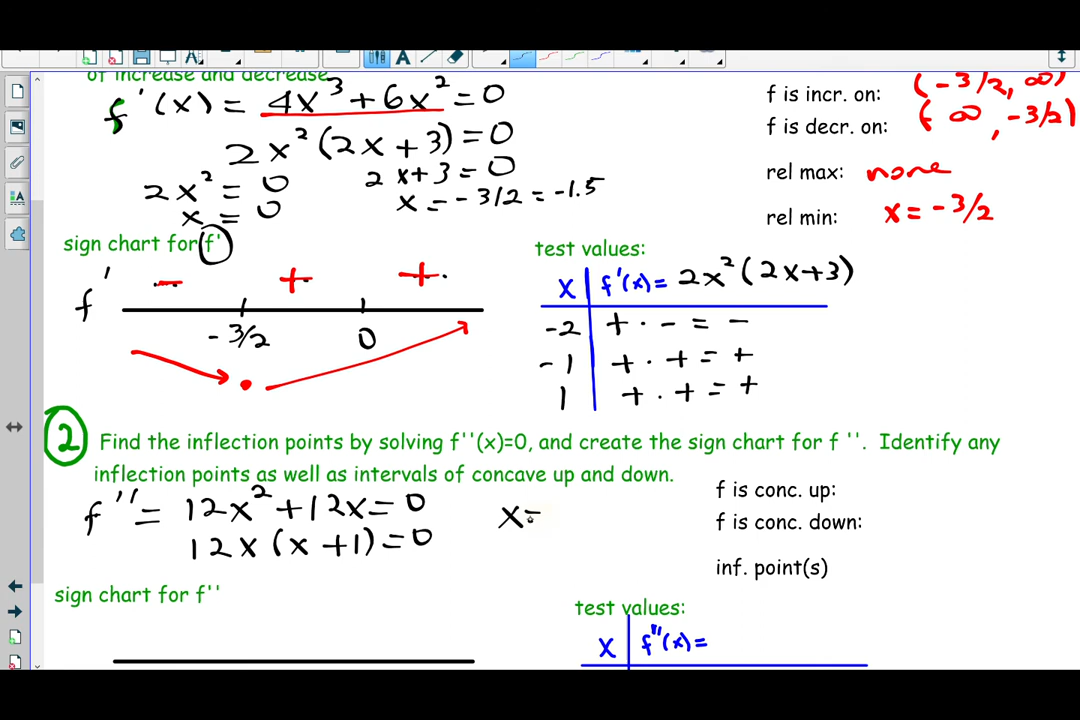 of increase and decrease
f '(x) = 4x³ + 6x² = 0
2x² (2x + 3) = 0
2x² = 0
2x + 3 = 0
x = 0
x = - 3/2 = -1.5
f is incr. on: (-3/2, ∞)
f is decr. on: (-∞, -3/2)
rel max: none
rel min: x = -3/2
sign chart for f'
f' - + +
-3/2 0
test values:
x f'(x) = 2x² (2x+3)
-2 + · - = -
-1 + · + = +
1 + · + = +
2 Find the inflection points by solving f''(x)=0, and create the sign chart for f ''. Identify any
inflection points as well as intervals of concave up and down.
f'' = 12x² + 12x = 0
12x (x + 1) = 0
x=
f is conc. up:
f is conc. down:
inf. point(s)
sign chart for f''
test values:
x f''(x) =